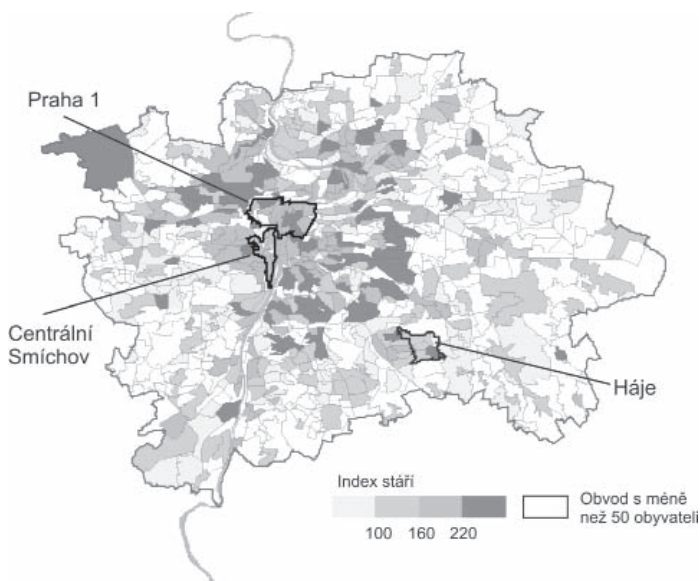 Praha 1
Centrální
Smíchov
Háje
Index stáří
100 160 220
Obvod s méně
než 50 obyvateli